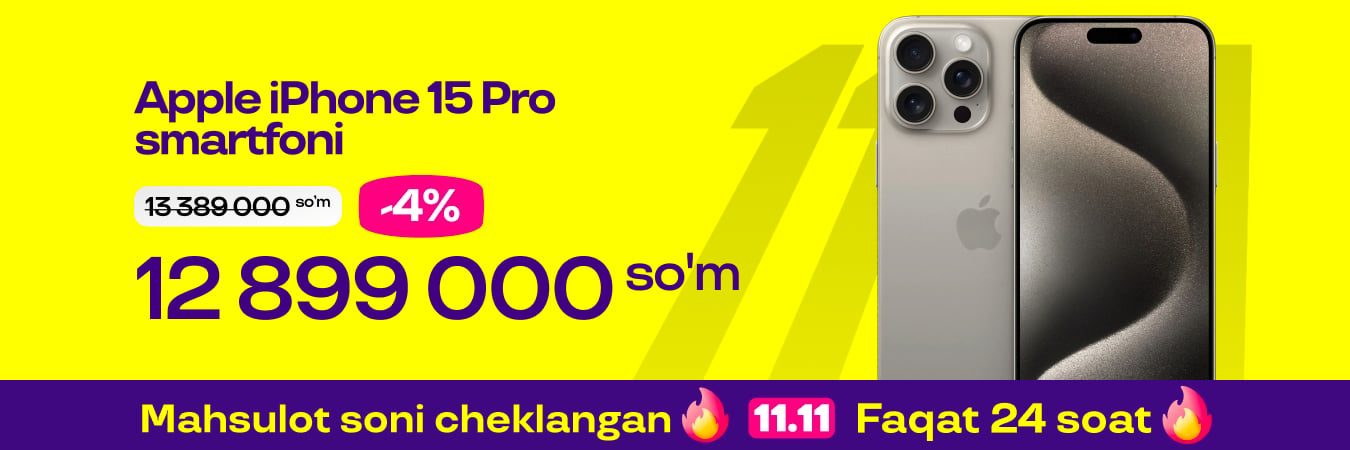 Apple iPhone 15 Pro
smartfoni
13 389 000 so'm
-4%
12 899 000 so'm
11
Mahsulot soni cheklangan 11.11 Faqat 24 soat